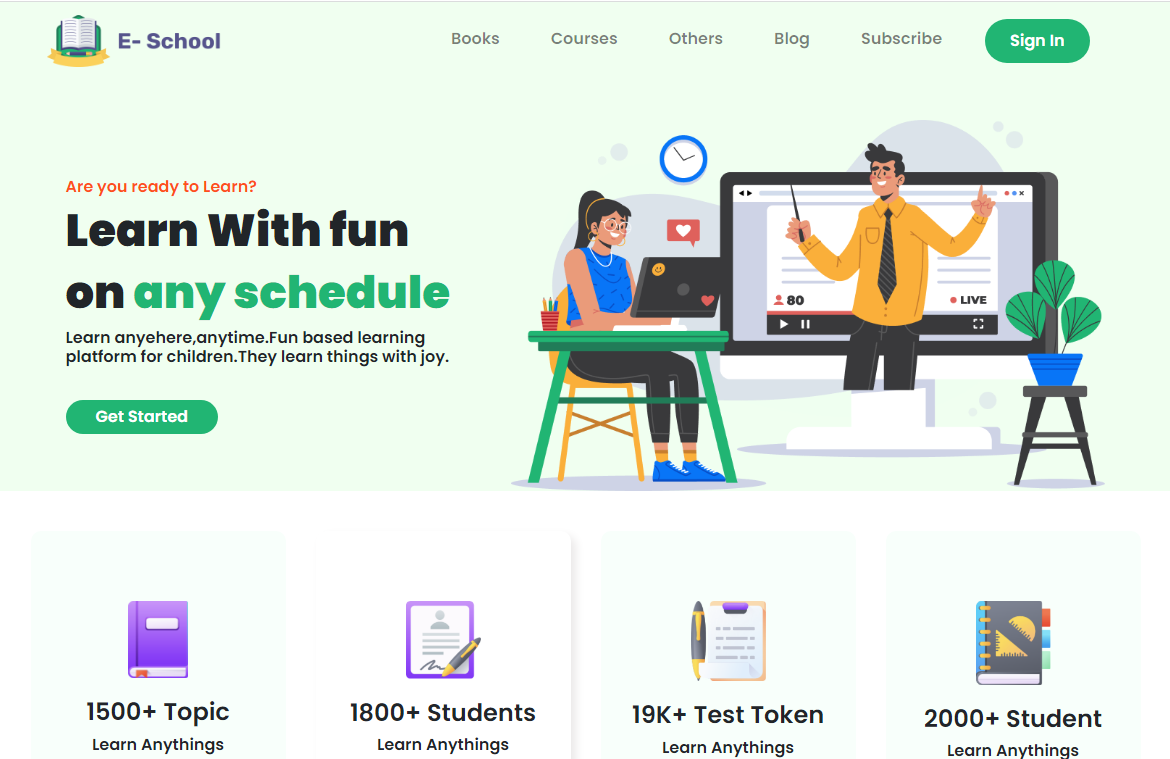 E- School
Books
Courses
Others
Blog
Subscribe
Sign In
Are you ready to Learn?
Learn With fun
on any schedule
Learn anyehere,anytime.Fun based learning
platform for children.They learn things with joy.
Get Started
80
LIVE
1500+ Topic
Learn Anythings
1800+ Students
Learn Anythings
19K+ Test Token
Learn Anythings
2000+ Student
Learn Anythings